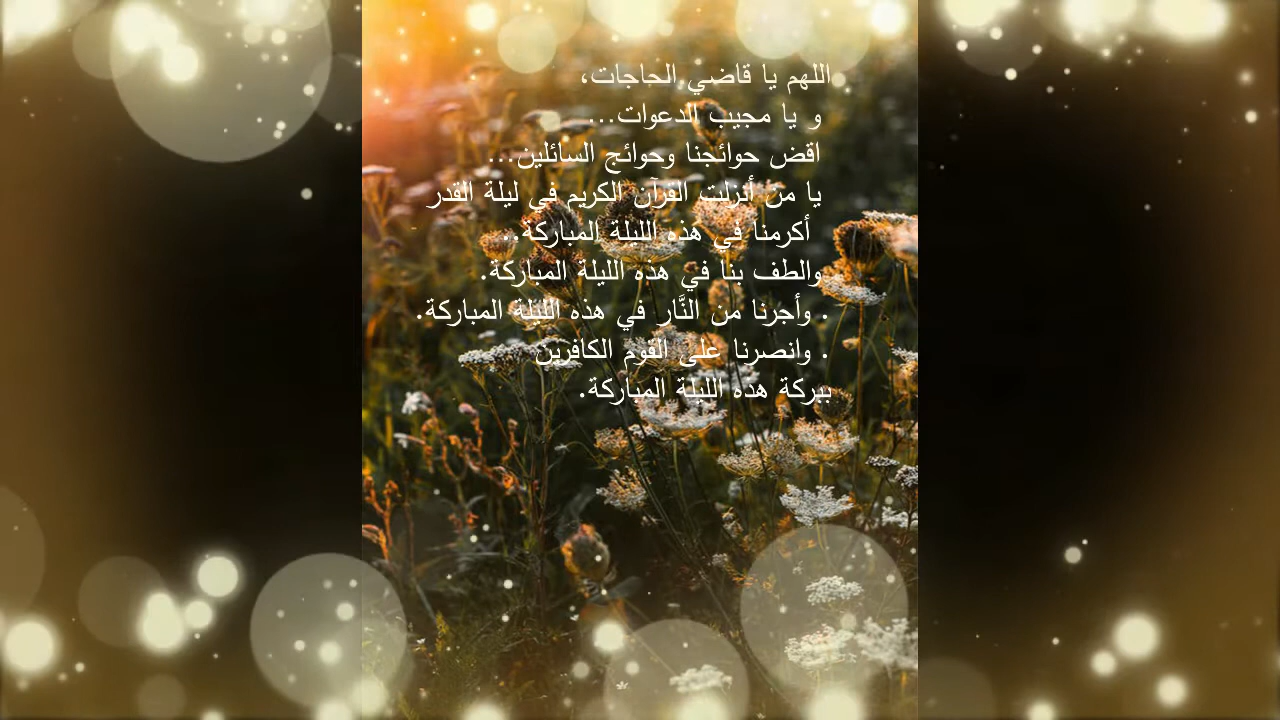 اللهم يا قاضي الحاجات،
و يا مجيب الدعوات...
اقض حوائجنا وحوائج السائلين...
يا من أنزلت القرآن الكريم في ليلة القدر
أكرمنا في هذه الليلة المباركة..
والطف بنا في هذه الليلة المباركة.
. وأجرنا من النَّار في هذه الليلة المباركة.
. وانصرنا على القوم الكافرين
ببركة هذه الليلة المباركة.